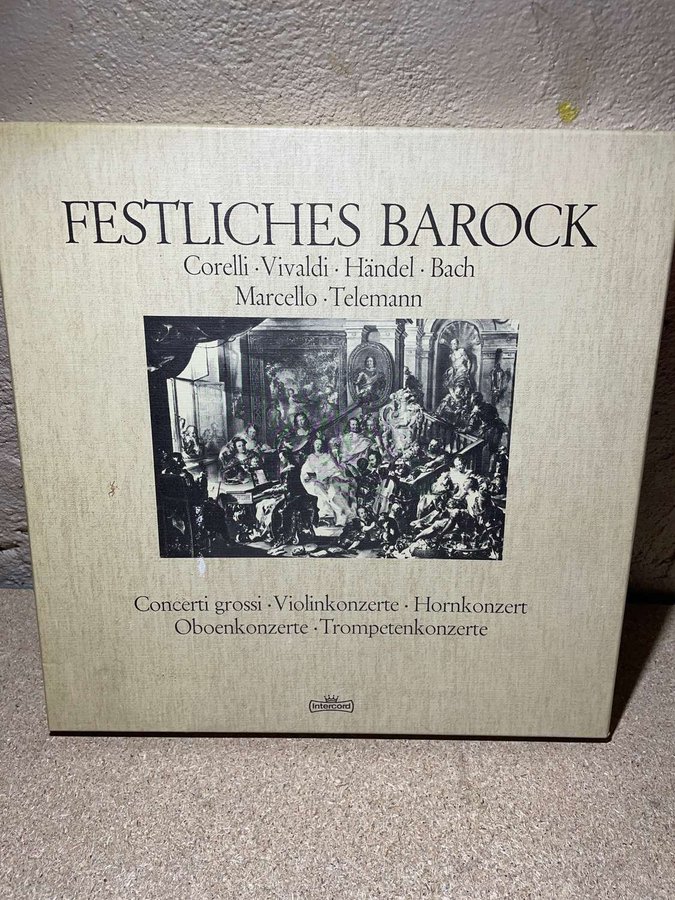 FESTLICHES BAROCK
Corelli · Vivaldi · Händel · Bach
Marcello · Telemann
Concerti grossi · Violinkonzerte · Hornkonzert
Oboenkonzerte · Trompetenkonzerte
Intercord